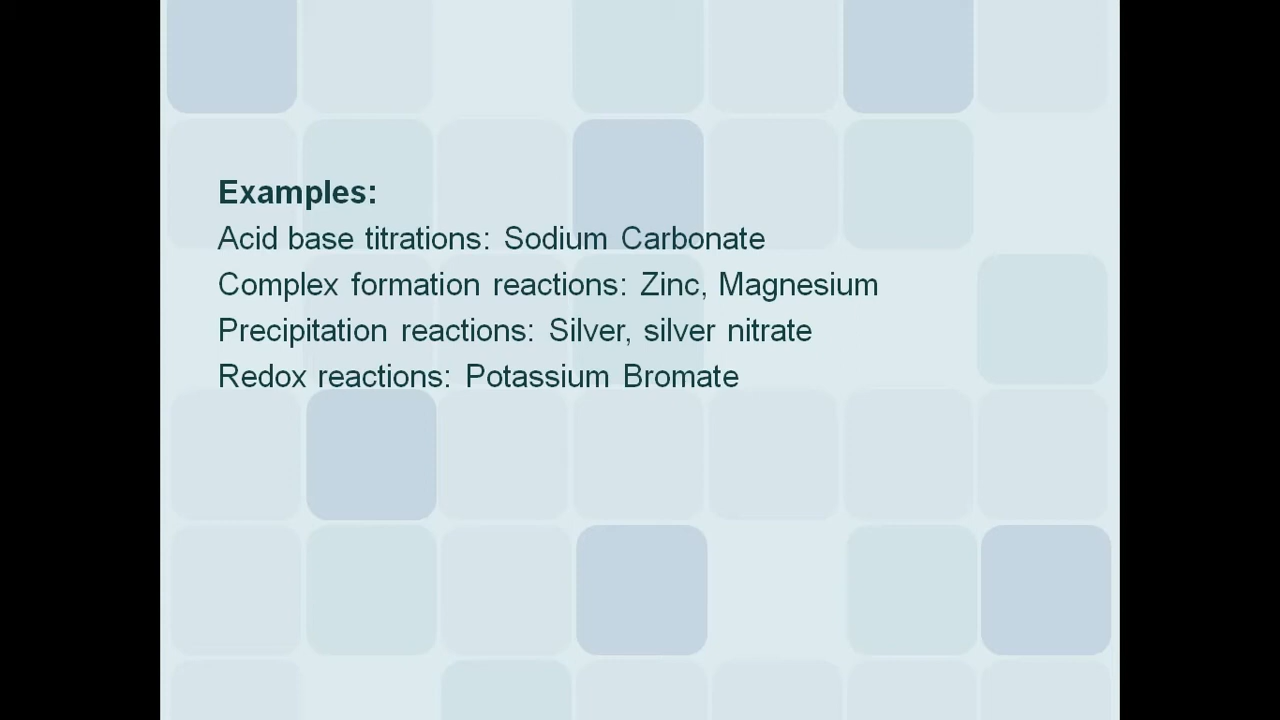 Examples:
Acid base titrations: Sodium Carbonate
Complex formation reactions: Zinc, Magnesium
Precipitation reactions: Silver, silver nitrate
Redox reactions: Potassium Bromate